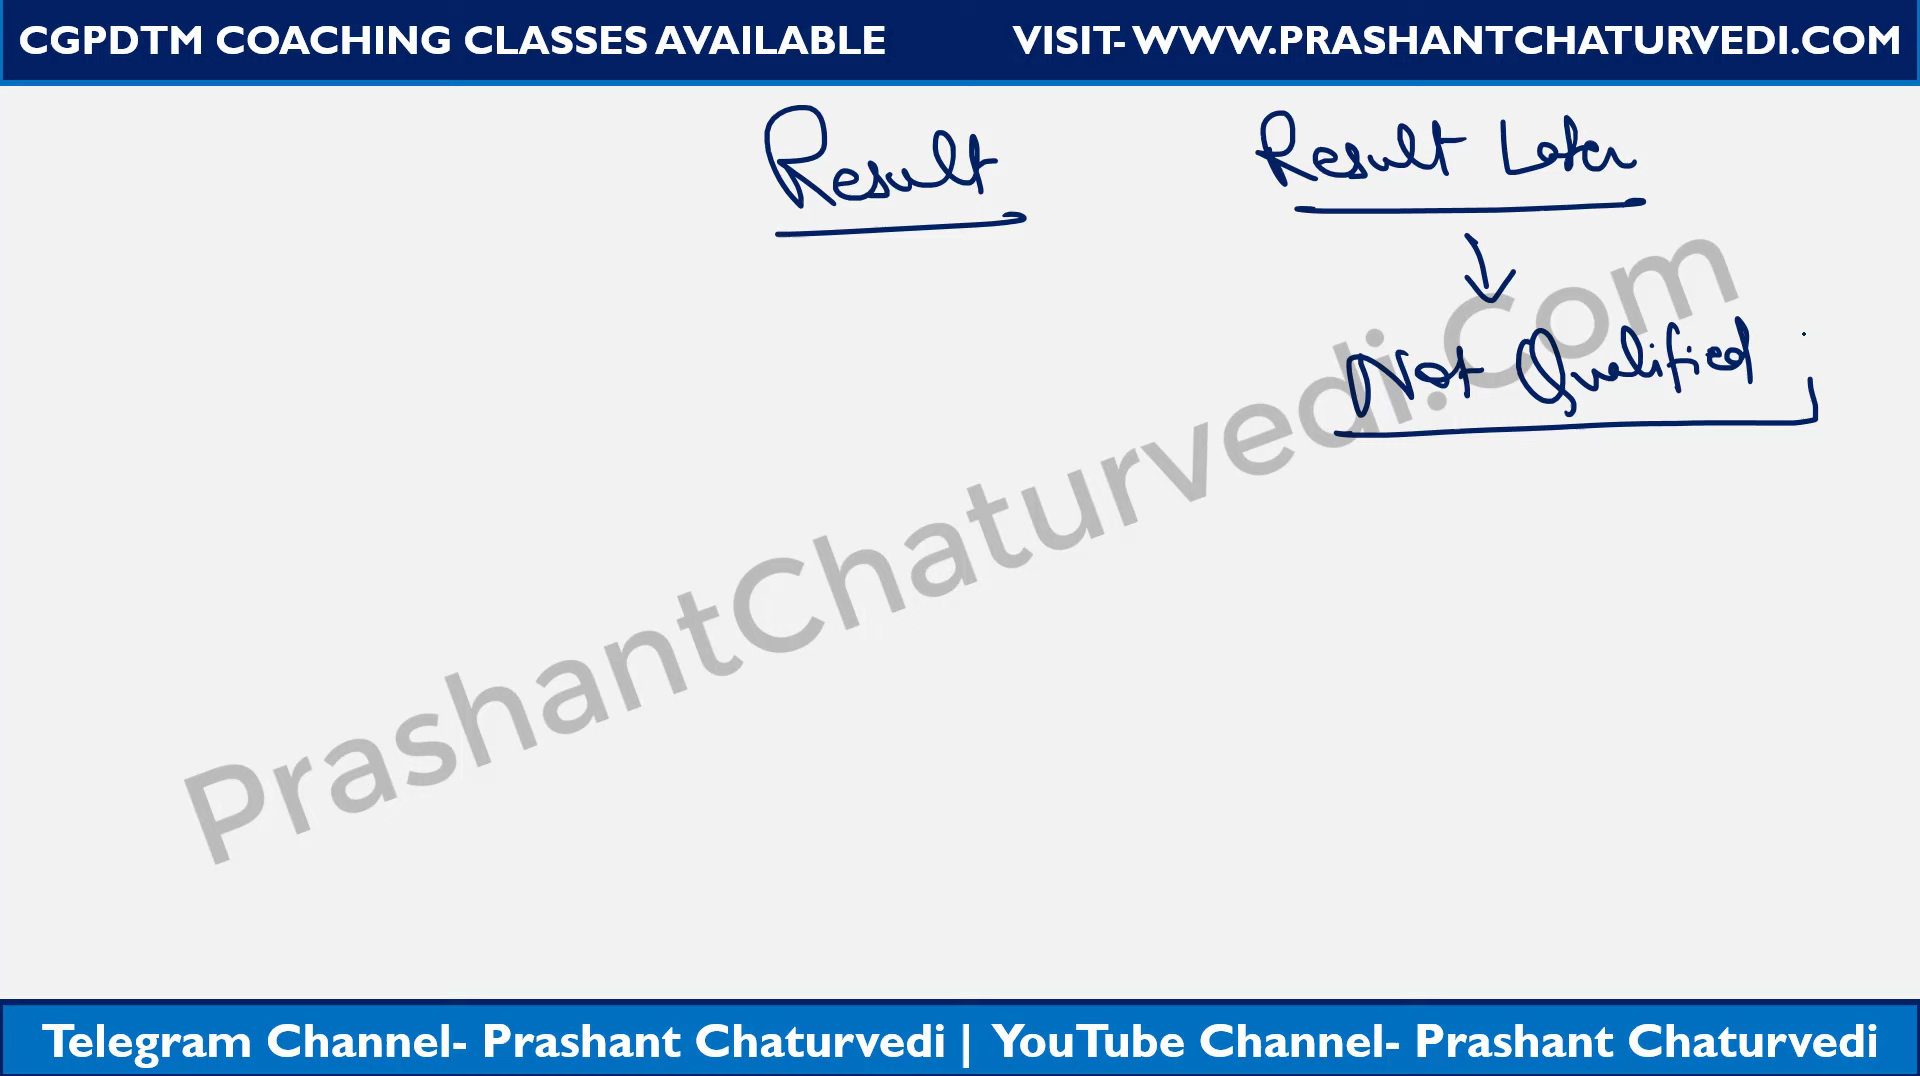 CGPDTM COACHING CLASSES AVAILABLE
VISIT- WWW.PRASHANTCHATURVEDI.COM
Result
Result Later
Not Qualified
PrashantChaturvedi.Com
Telegram Channel- Prashant Chaturvedi | YouTube Channel- Prashant Chaturvedi